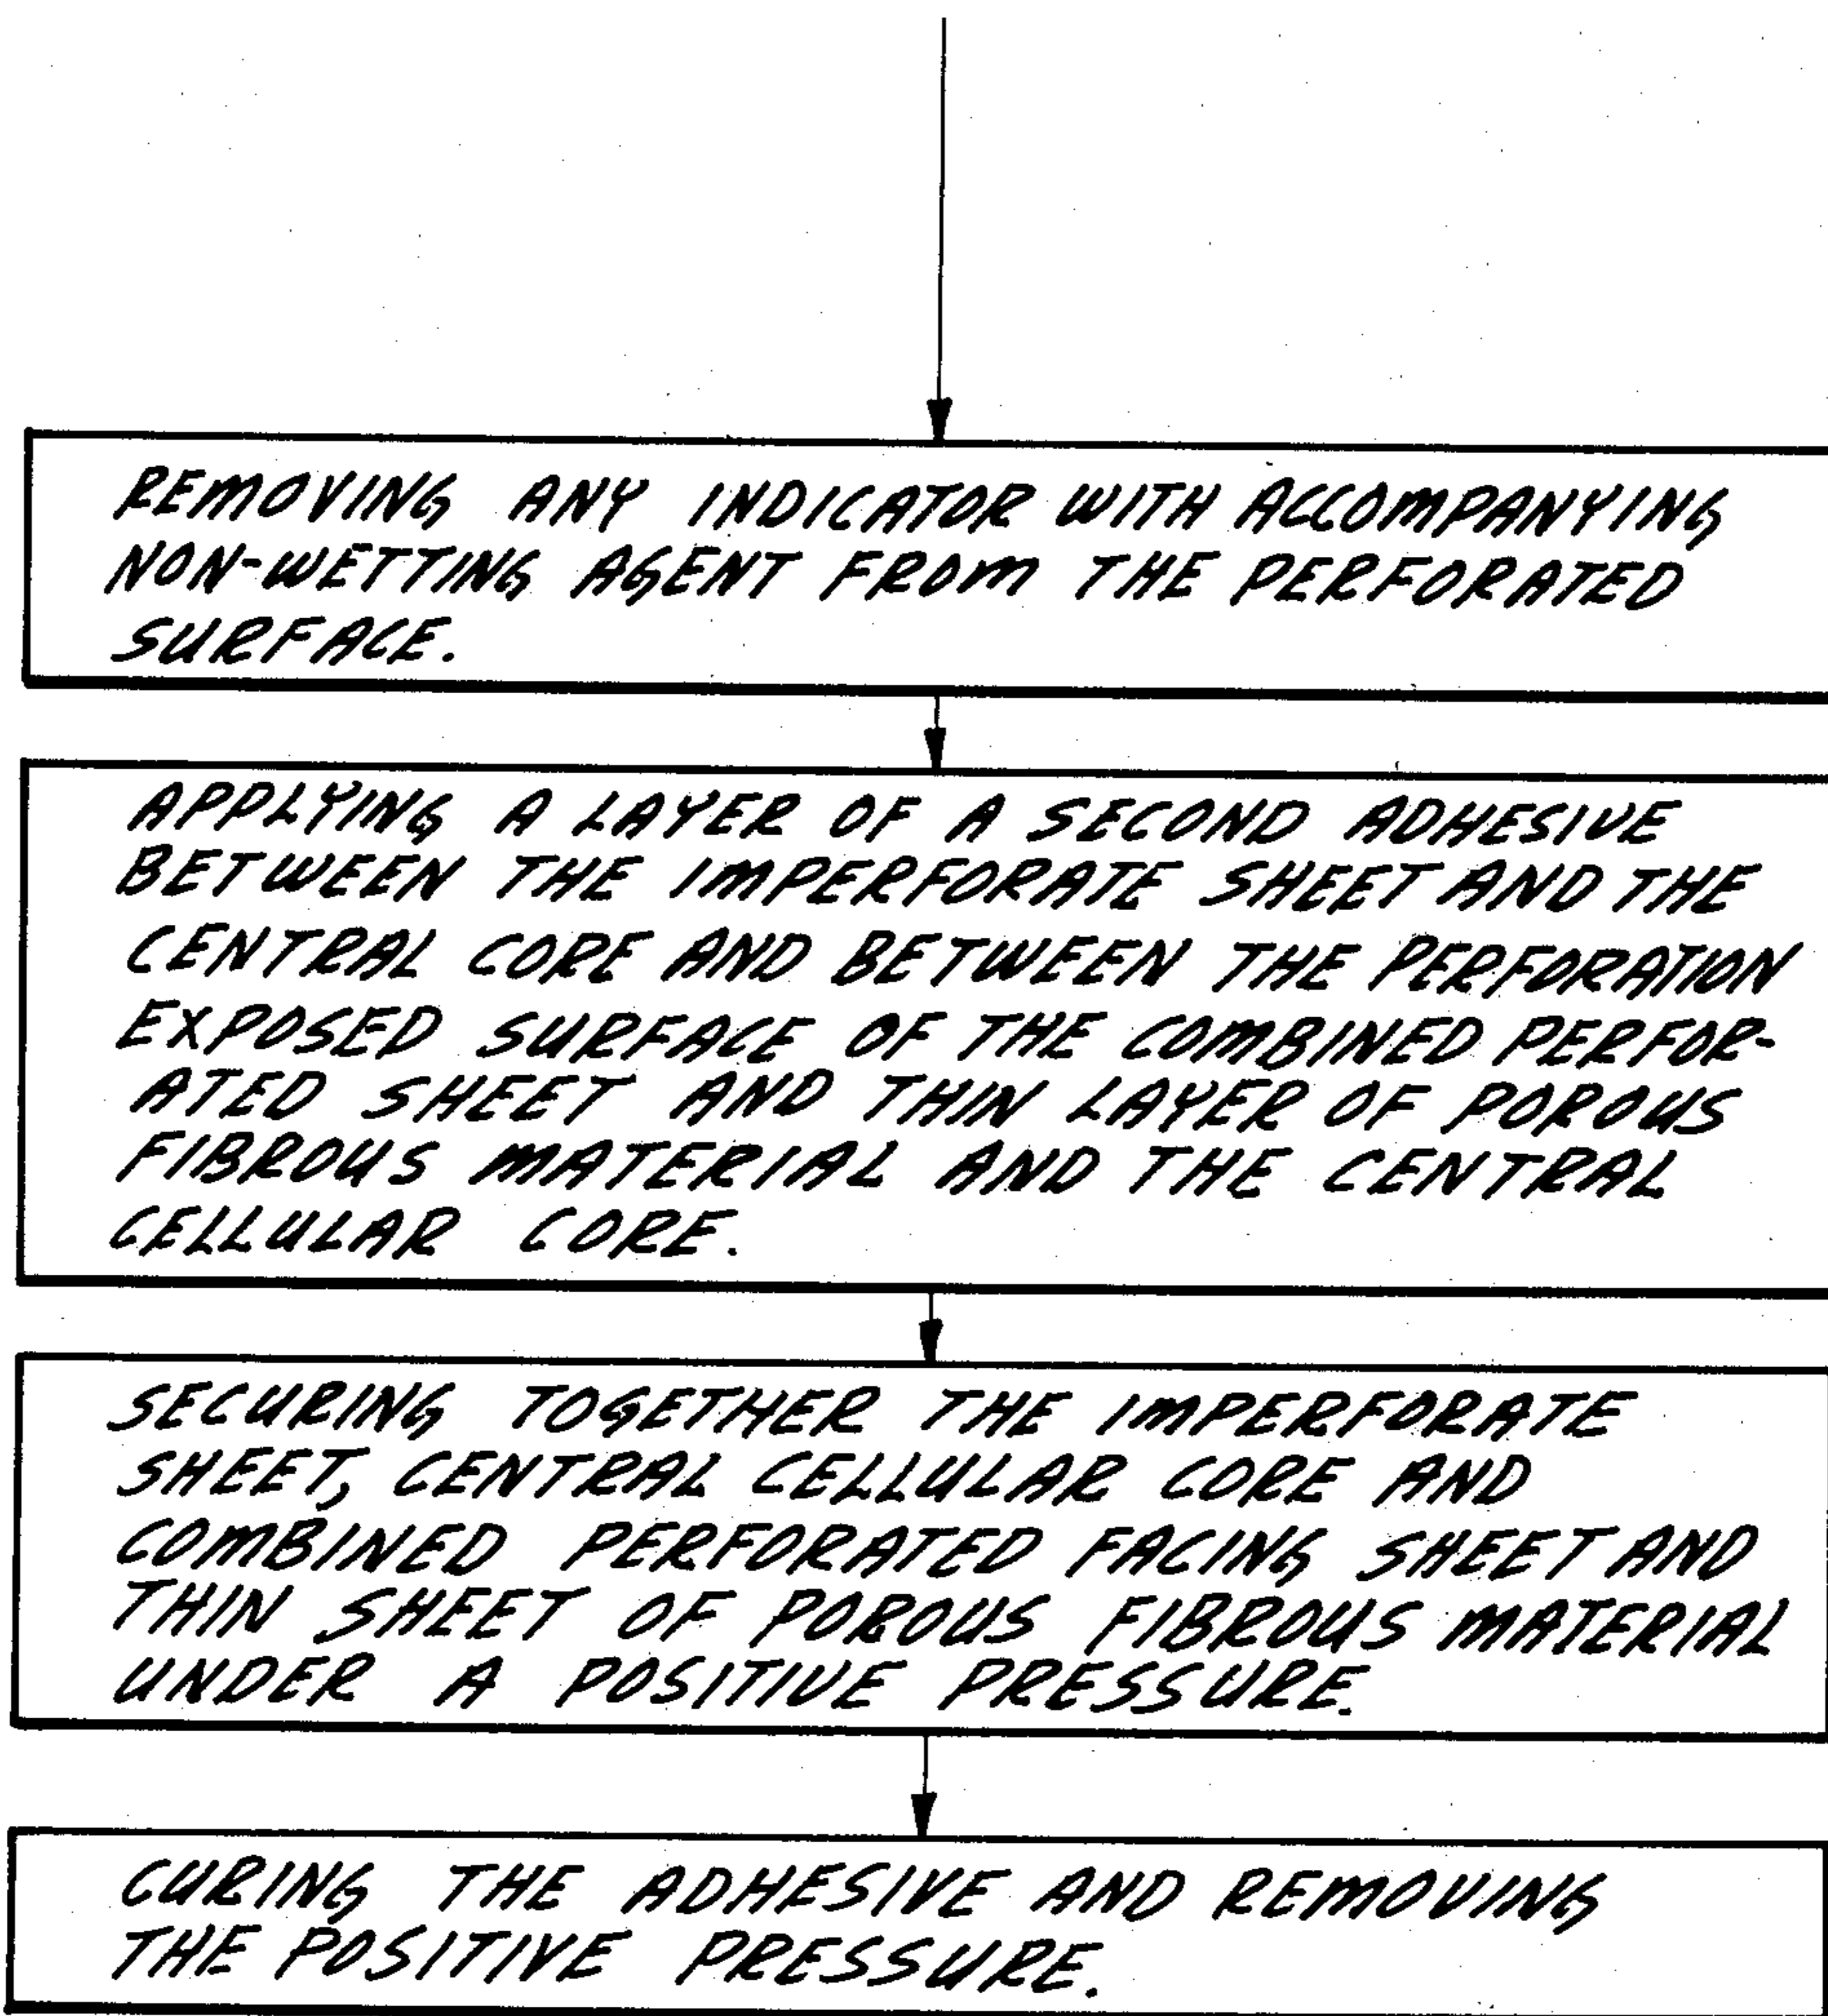 REMOVING ANY INDICATOR WITH ACCOMPANYING
NON-WETTING AGENT FROM THE PERFORATED
SURFACE.
APPLYING A LAYER OF A SECOND ADHESIVE
BETWEEN THE IMPERFORATE SHEET AND THE
CENTRAL CORE AND BETWEEN THE PERFORATION
EXPOSED SURFACE OF THE COMBINED PERFOR-
ATED SHEET AND THIN LAYER OF POROUS
FIBROUS MATERIAL AND THE CENTRAL
CELLULAR CORE.
SECURING TOGETHER THE IMPERFORATE
SHEET, CENTRAL CELLULAR CORE AND
COMBINED PERFORATED FACING SHEET AND
THIN SHEET OF POROUS FIBROUS MATERIAL
UNDER A POSITIVE PRESSURE.
CURING THE ADHESIVE AND REMOVING
THE POSITIVE PRESSURE.